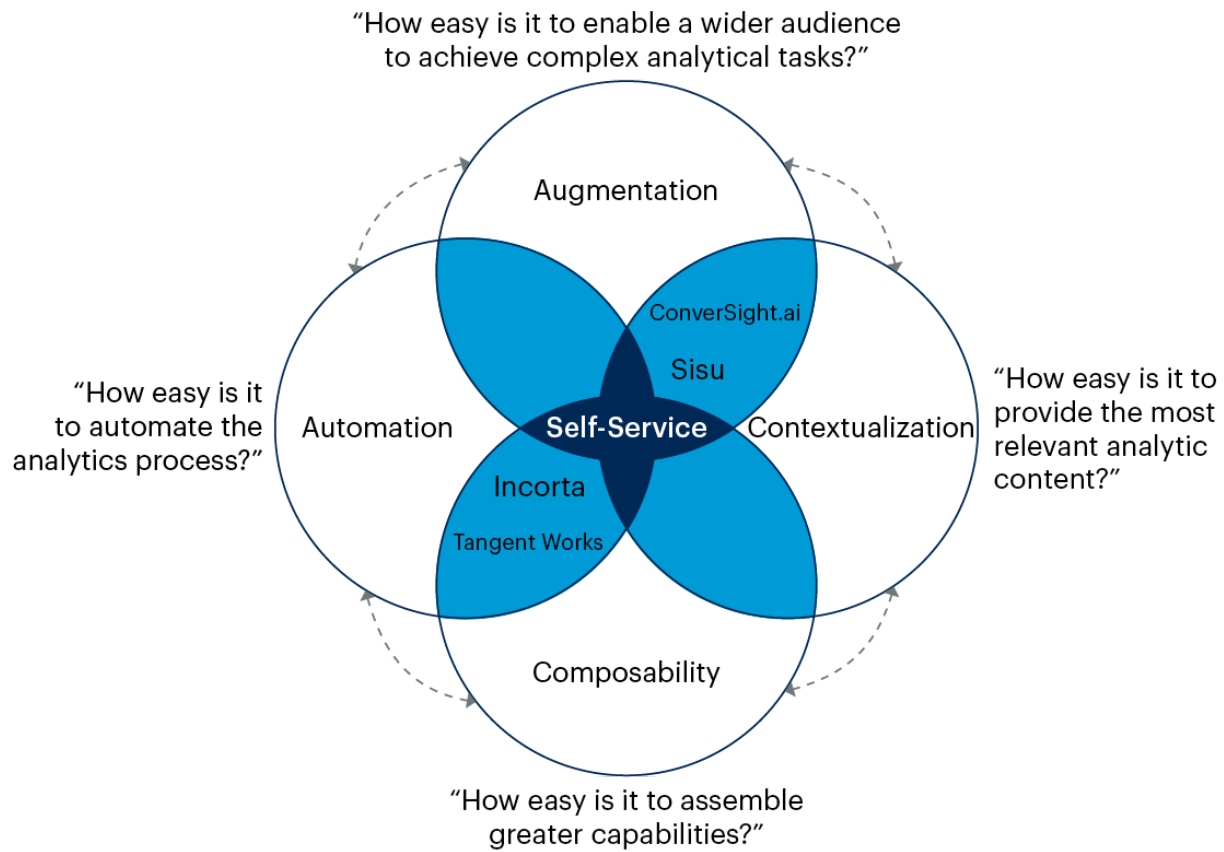 “How easy is it to enable a wider audience
to achieve complex analytical tasks?”
Augmentation
ConverSight.ai
Sisu
“How easy is it
to automate the
analytics process?”
Automation
Self-Service
Contextualization
“How easy is it to
provide the most
relevant analytic
content?”
Incorta
Tangent Works
Composability
“How easy is it to assemble
greater capabilities?”